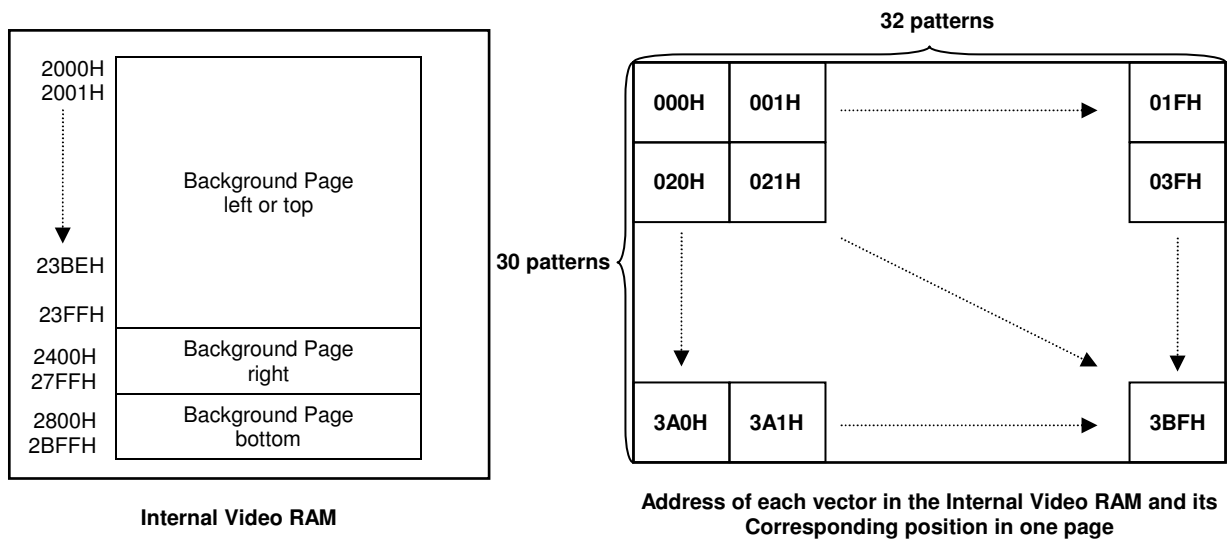 2000H
2001H
23BEH
23FFH
2400H
27FFH
2800H
2BFFH
Background Page
left or top
Background Page
right
Background Page
bottom
Internal Video RAM
32 patterns
30 patterns
000H 001H 01FH
020H 021H 03FH
3A0H 3A1H 3BFH
Address of each vector in the Internal Video RAM and its
Corresponding position in one page